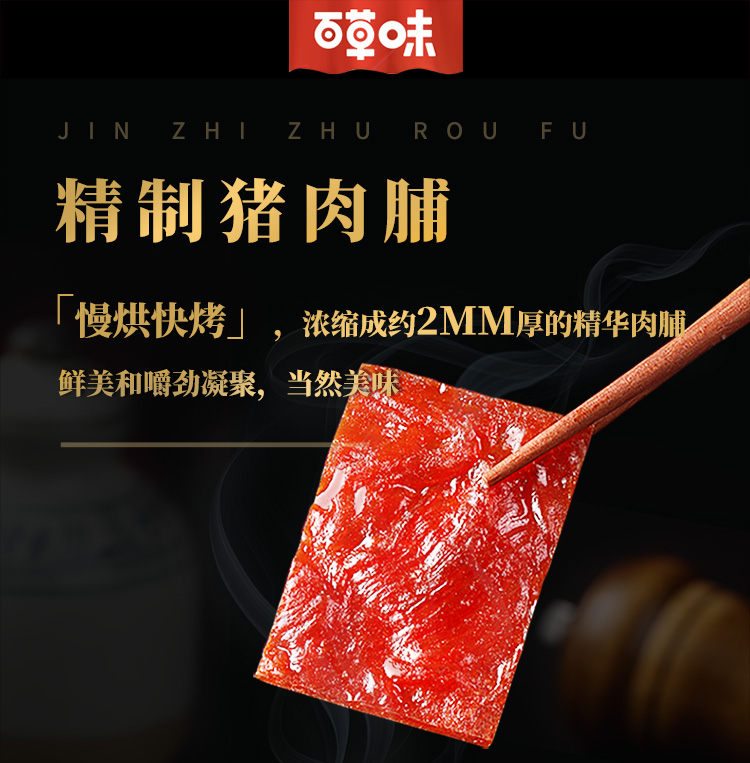 百草味
JIN ZHI ZHU ROU FU
精制猪肉脯
「慢烘快烤」，浓缩成约2MM厚的精华肉脯
鲜美和嚼劲凝聚，当然美味